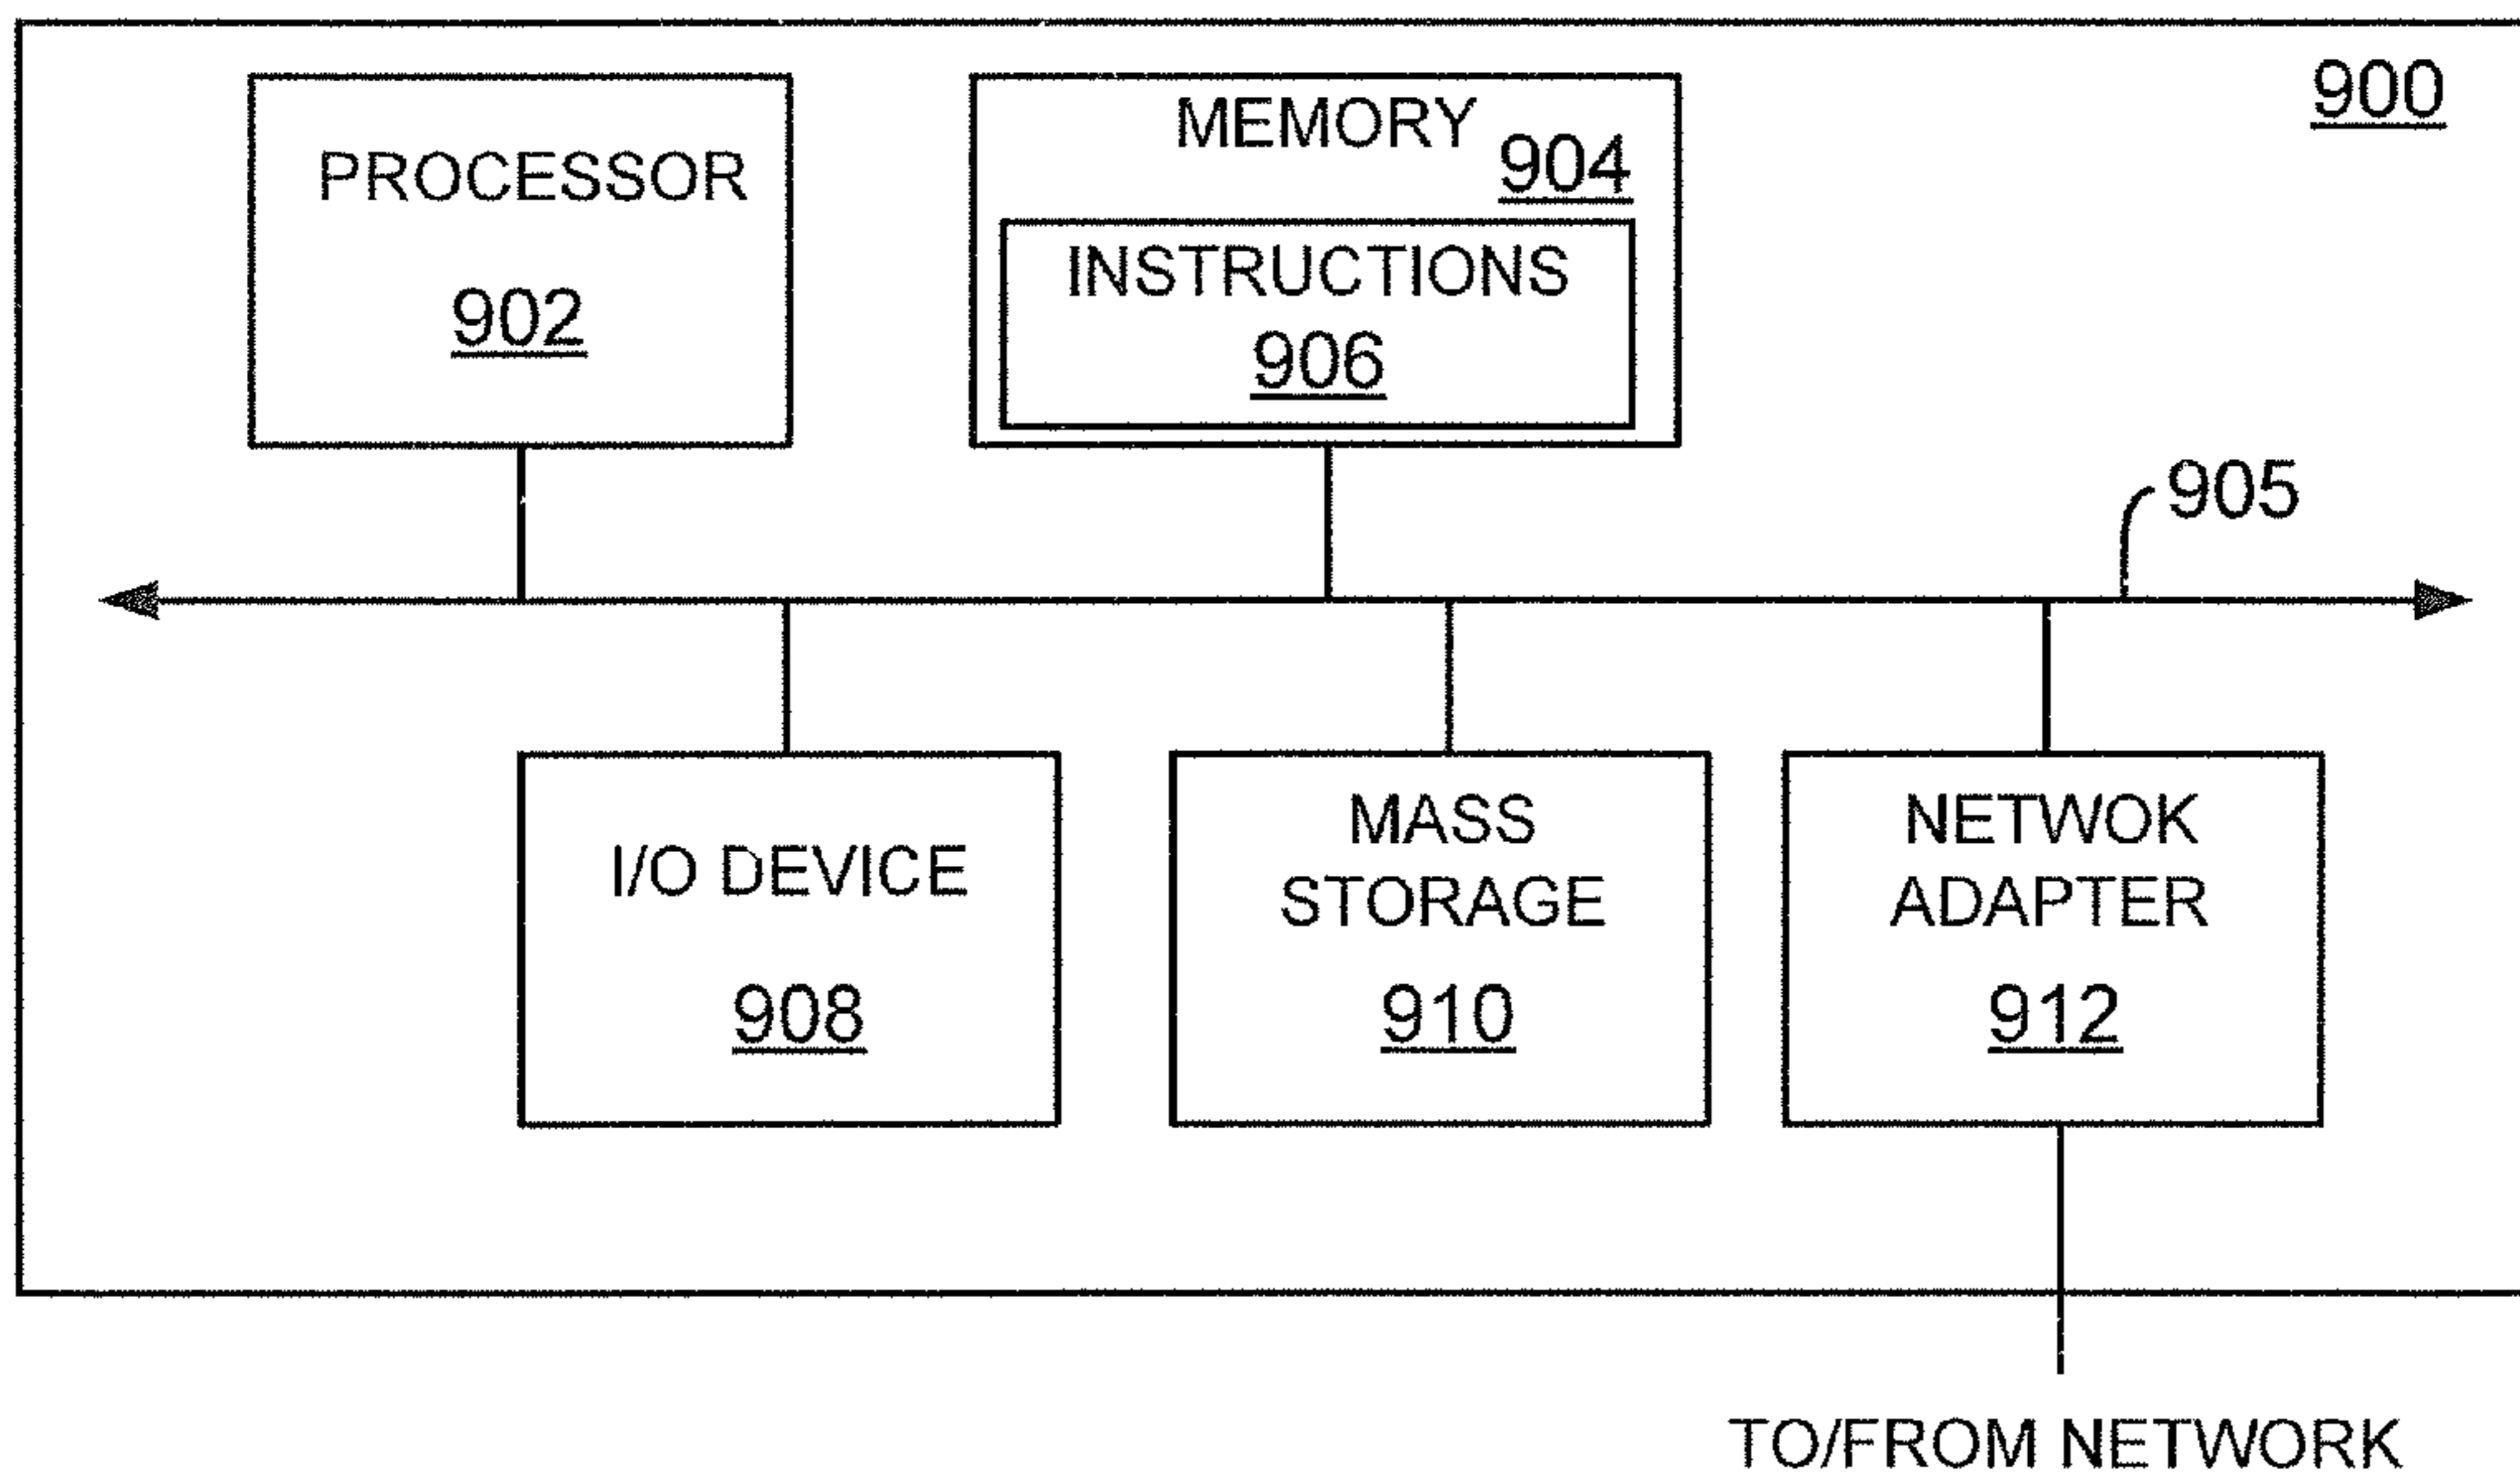 900
PROCESSOR
902
MEMORY
904
INSTRUCTIONS
906
905
I/O DEVICE
908
MASS
STORAGE
910
NETWOK
ADAPTER
912
TO/FROM NETWORK